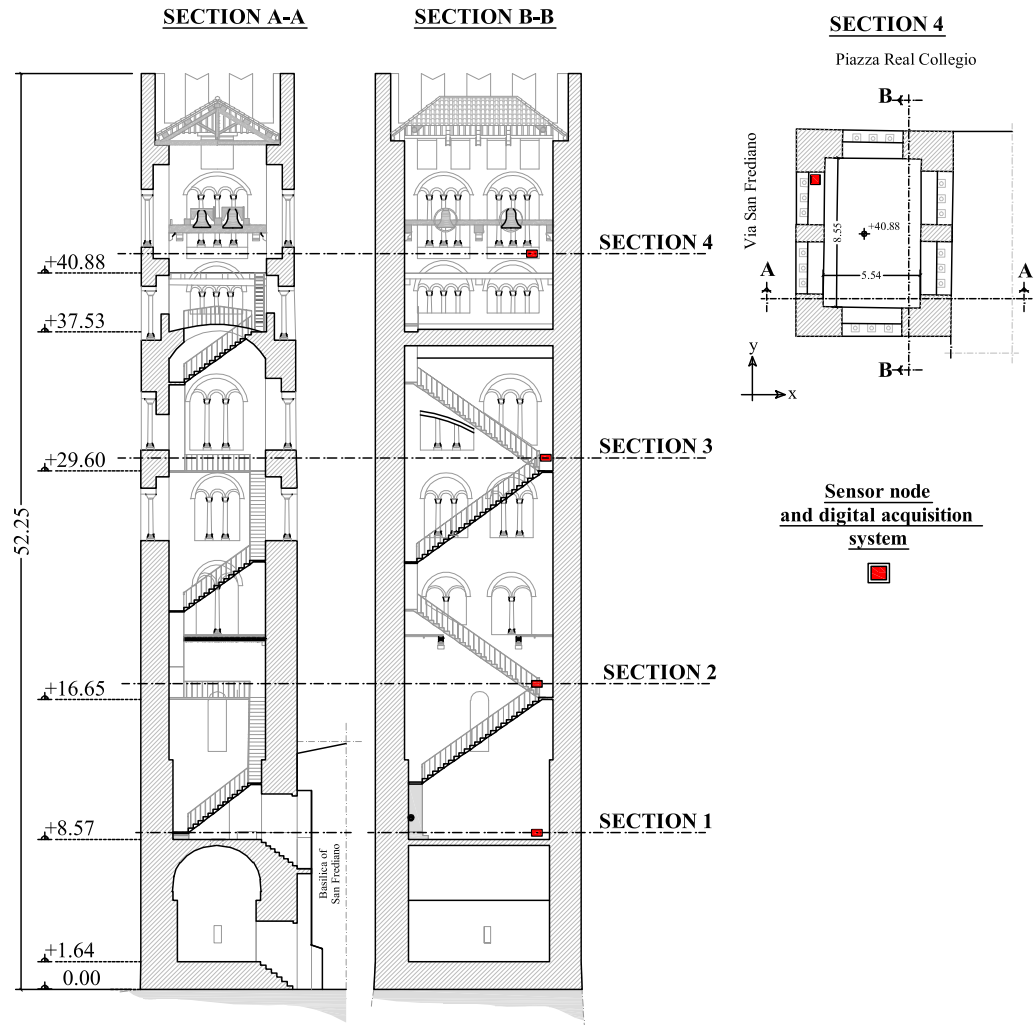 SECTION A-A
SECTION B-B
SECTION 4
Piazza Real Collegio
B
Via San Frediano
8.55
+40.88
5.54
A
A
B
y
x
SECTION 4
+40.88
+37.53
SECTION 3
+29.60
52.25
Sensor node
and digital acquisition
system
SECTION 2
+16.65
SECTION 1
+8.57
Basilica of
San Frediano
+1.64
0.00